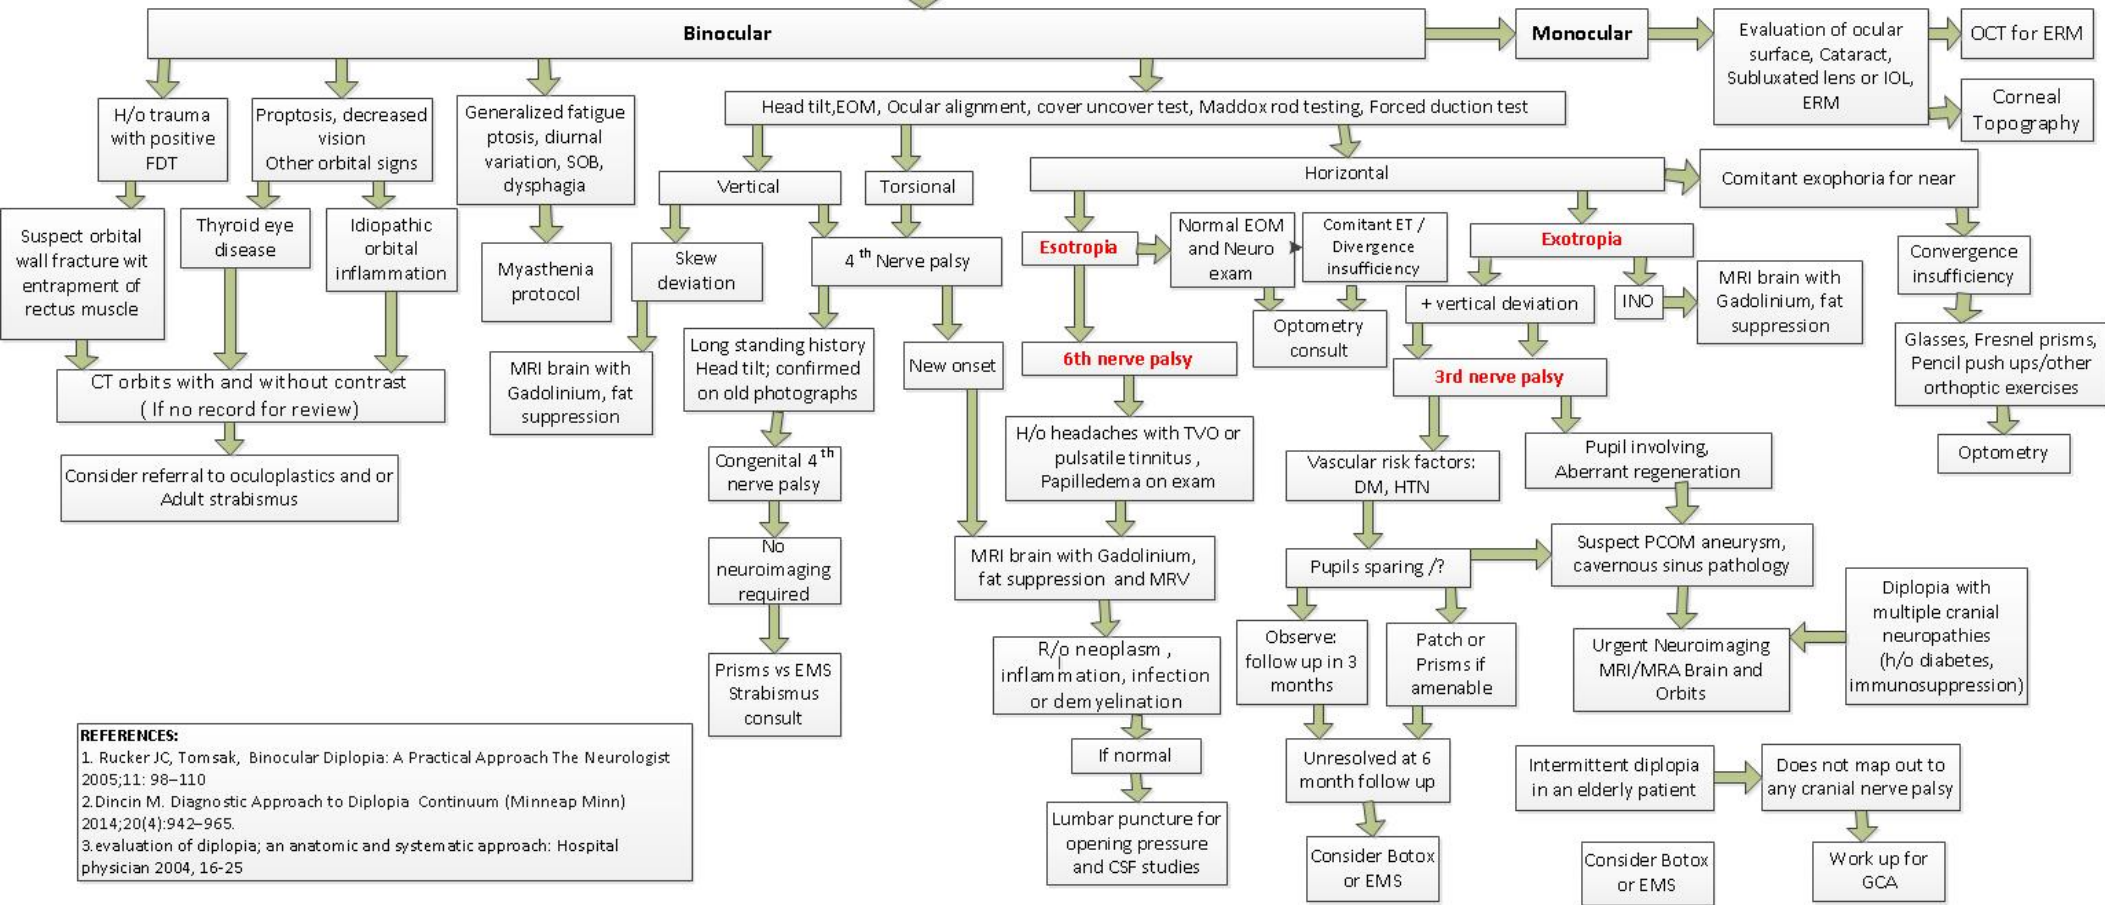 Binocular
Monocular
Evaluation of ocular
surface, Cataract,
Subluxated lens or IOL,
ERM
OCT for ERM
Corneal
Topography
H/o trauma
with positive
FDT
Proptosis, decreased
vision
Other orbital signs
Generalized fatigue
ptosis, diurnal
variation, SOB,
dysphagia
Head tilt,EOM, Ocular alignment, cover uncover test, Maddox rod testing, Forced duction test
Vertical
Torsional
Horizontal
Comitant exophoria for near
Suspect orbital
wall fracture wit
entrapment of
rectus muscle
Thyroid eye
disease
Idiopathic
orbital
inflammation
Myasthenia
protocol
Skew
deviation
4 th Nerve palsy
Esotropia
Normal EOM
and Neuro
exam
Comitant ET /
Divergence
insufficiency
Exotropia
Convergence
insufficiency
+ vertical deviation
INO
MRI brain with
Gadolinium, fat
suppression
Optometry
consult
CT orbits with and without contrast
( If no record for review)
MRI brain with
Gadolinium, fat
suppression
Long standing history
Head tilt; confirmed
on old photographs
New onset
6th nerve palsy
3rd nerve palsy
Glasses, Fresnel prisms,
Pencil push ups/other
orthoptic exercises
Optometry
Consider referral to oculoplastics and or
Adult strabismus
Congenital 4th
nerve palsy
H/o headaches with TVO or
pulsatile tinnitus ,
Papilledema on exam
Vascular risk factors:
DM, HTN
Pupil involving,
Aberrant regeneration
No
neuroimaging
required
MRI brain with Gadolinium,
fat suppression and MRV
Pupils sparing /?
Suspect PCOM aneurysm,
cavernous sinus pathology
Diplopia with
multiple cranial
neuropathies
(h/o diabetes,
immunosuppression)
Prisms vs EMS
Strabismus
consult
R/o neoplasm ,
inflammation, infection
or demyelination
Observe:
follow up in 3
months
Patch or
Prisms if
amenable
Urgent Neuroimaging
MRI/MRA Brain and
Orbits
If normal
Unresolved at 6
month follow up
Intermittent diplopia
in an elderly patient
Does not map out to
any cranial nerve palsy
Lumbar puncture for
opening pressure
and CSF studies
Consider Botox
or EMS
Consider Botox
or EMS
Work up for
GCA
REFERENCES:
1. Rucker JC, Tomsak, Binocular Diplopia: A Practical Approach The Neurologist
2005;11: 98–110
2.Dincin M. Diagnostic Approach to Diplopia Continuum (Minneap Minn)
2014;20(4):942–965.
3.evaluation of diplopia; an anatomic and systematic approach: Hospital
physician 2004, 16-25